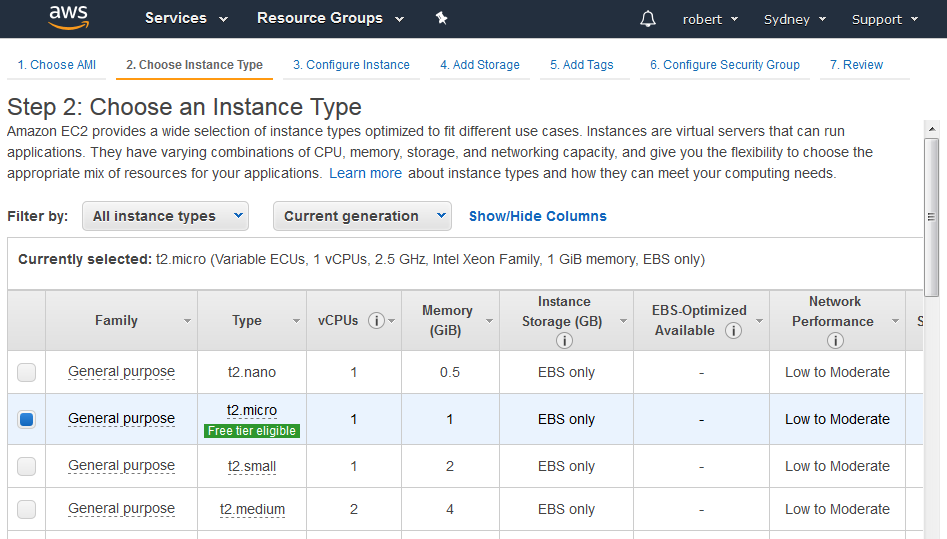 aws Services Resource Groups robert Sydney Support
1. Choose AMI 2. Choose Instance Type 3. Configure Instance 4. Add Storage 5. Add Tags 6. Configure Security Group 7. Review
Step 2: Choose an Instance Type
Amazon EC2 provides a wide selection of instance types optimized to fit different use cases. Instances are virtual servers that can run
applications. They have varying combinations of CPU, memory, storage, and networking capacity, and give you the flexibility to choose the
appropriate mix of resources for your applications. Learn more about instance types and how they can meet your computing needs.
Filter by: All instance types Current generation Show/Hide Columns
Currently selected: t2.micro (Variable ECUs, 1 vCPUs, 2.5 GHz, Intel Xeon Family, 1 GiB memory, EBS only)
Family Type vCPUs i Memory (GiB) Instance Storage (GB) i EBS-Optimized Available i Network Performance i S
General purpose t2.nano 1 0.5 EBS only - Low to Moderate
General purpose t2.micro 1 1 EBS only - Low to Moderate
Free tier eligible
General purpose t2.small 1 2 EBS only - Low to Moderate
General purpose t2.medium 2 4 EBS only - Low to Moderate